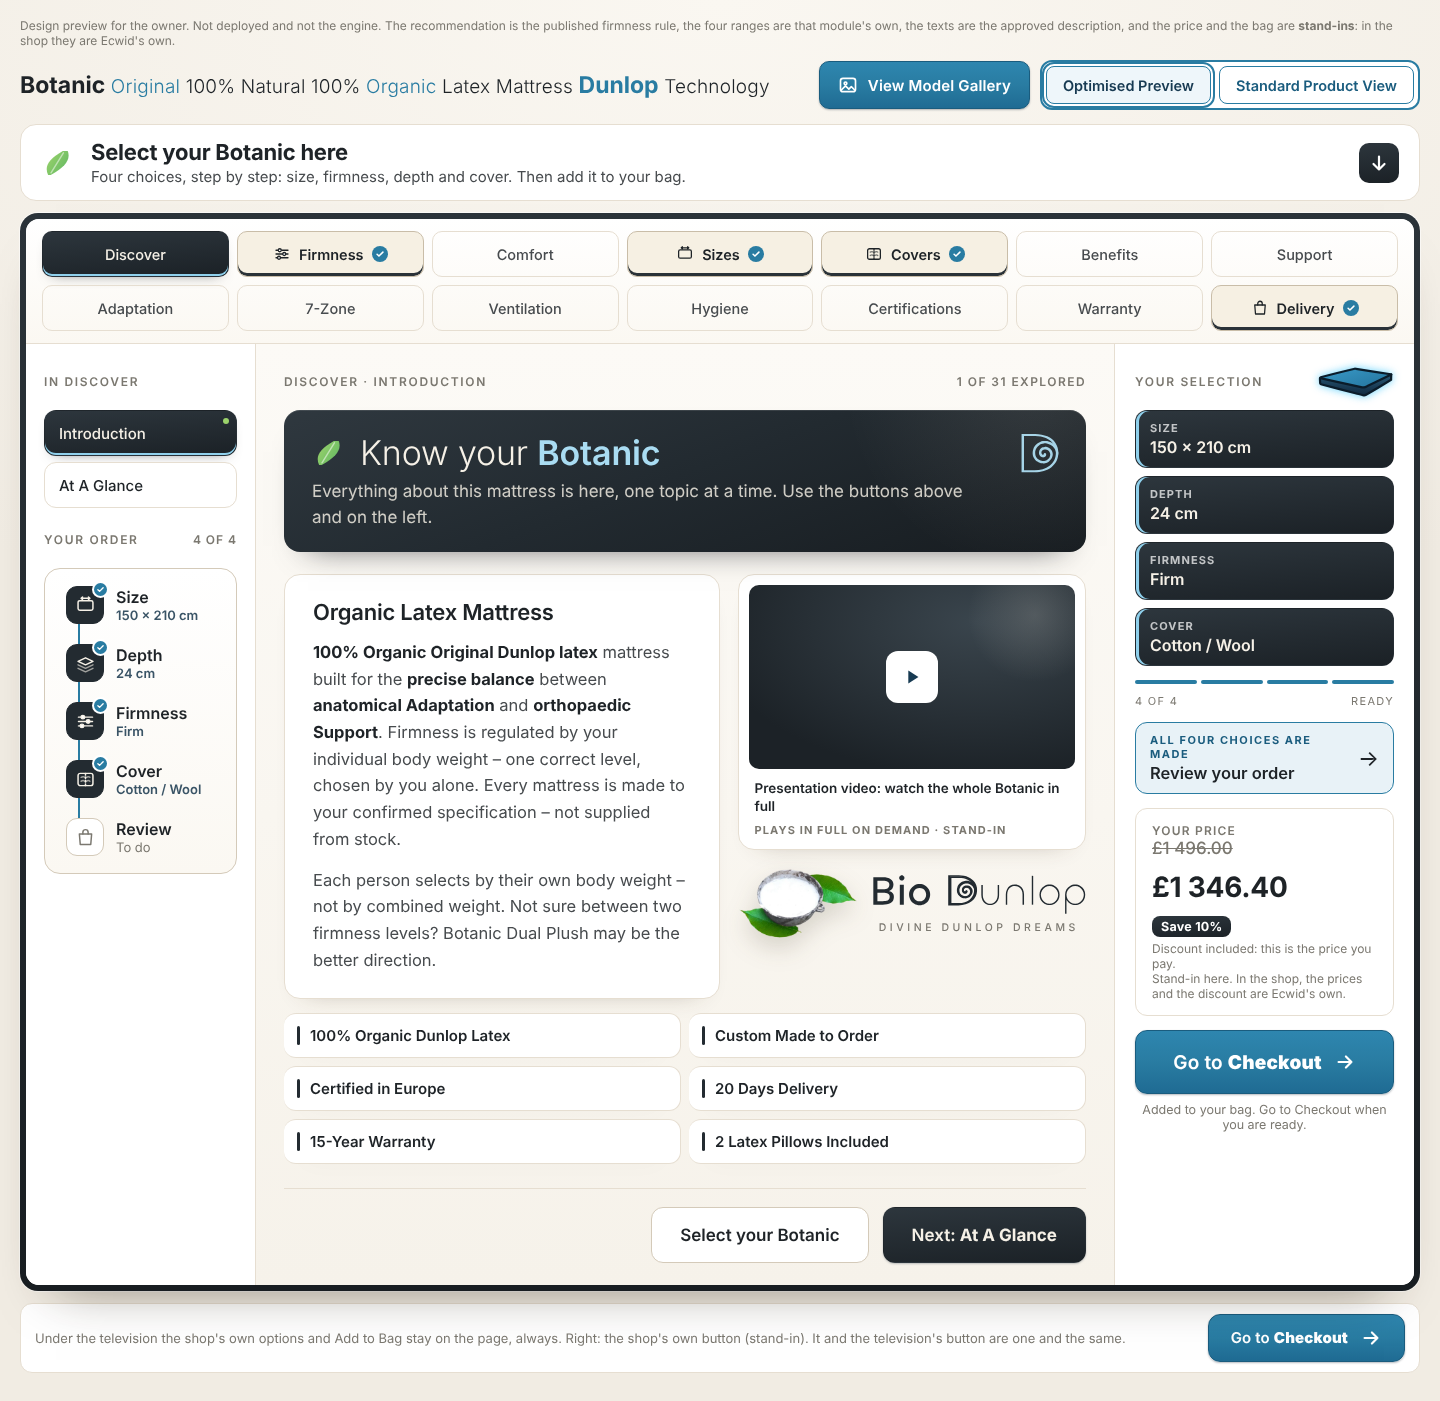 Design preview for the owner. Not deployed and not the engine. The recommendation is the published firmness rule, the four ranges are that module's own, the texts are the approved description, and the price and the bag are stand-ins: in the
shop they are Ecwid's own.
Botanic Original 100% Natural 100% Organic Latex Mattress Dunlop Technology
View Model Gallery
Optimised Preview
Standard Product View
Select your Botanic here
Four choices, step by step: size, firmness, depth and cover. Then add it to your bag.
Discover
Firmness
Comfort
Sizes
Covers
Benefits
Support
Adaptation
7-Zone
Ventilation
Hygiene
Certifications
Warranty
Delivery
IN DISCOVER
Introduction
At A Glance
YOUR ORDER
4 OF 4
Size
150 × 210 cm
Depth
24 cm
Firmness
Firm
Cover
Cotton / Wool
Review
To do
DISCOVER · INTRODUCTION
1 OF 31 EXPLORED
Know your Botanic
Everything about this mattress is here, one topic at a time. Use the buttons above
and on the left.
Organic Latex Mattress
100% Organic Original Dunlop latex mattress
built for the precise balance between
anatomical Adaptation and orthopaedic
Support. Firmness is regulated by your
individual body weight – one correct level,
chosen by you alone. Every mattress is made to
your confirmed specification – not supplied
from stock.
Each person selects by their own body weight –
not by combined weight. Not sure between two
firmness levels? Botanic Dual Plush may be the
better direction.
Presentation video: watch the whole Botanic in
full
PLAYS IN FULL ON DEMAND · STAND-IN
Bio Dunlop
DIVINE DUNLOP DREAMS
100% Organic Dunlop Latex
Custom Made to Order
Certified in Europe
20 Days Delivery
15-Year Warranty
2 Latex Pillows Included
Select your Botanic
Next: At A Glance
YOUR SELECTION
SIZE
150 × 210 cm
DEPTH
24 cm
FIRMNESS
Firm
COVER
Cotton / Wool
4 OF 4
READY
ALL FOUR CHOICES ARE
MADE
Review your order
YOUR PRICE
£1 496.00
£1 346.40
Save 10%
Discount included: this is the price you
pay.
Stand-in here. In the shop, the prices
and the discount are Ecwid's own.
Go to Checkout
Added to your bag. Go to Checkout when
you are ready.
Under the television the shop's own options and Add to Bag stay on the page, always. Right: the shop's own button (stand-in). It and the television's button are one and the same.
Go to Checkout